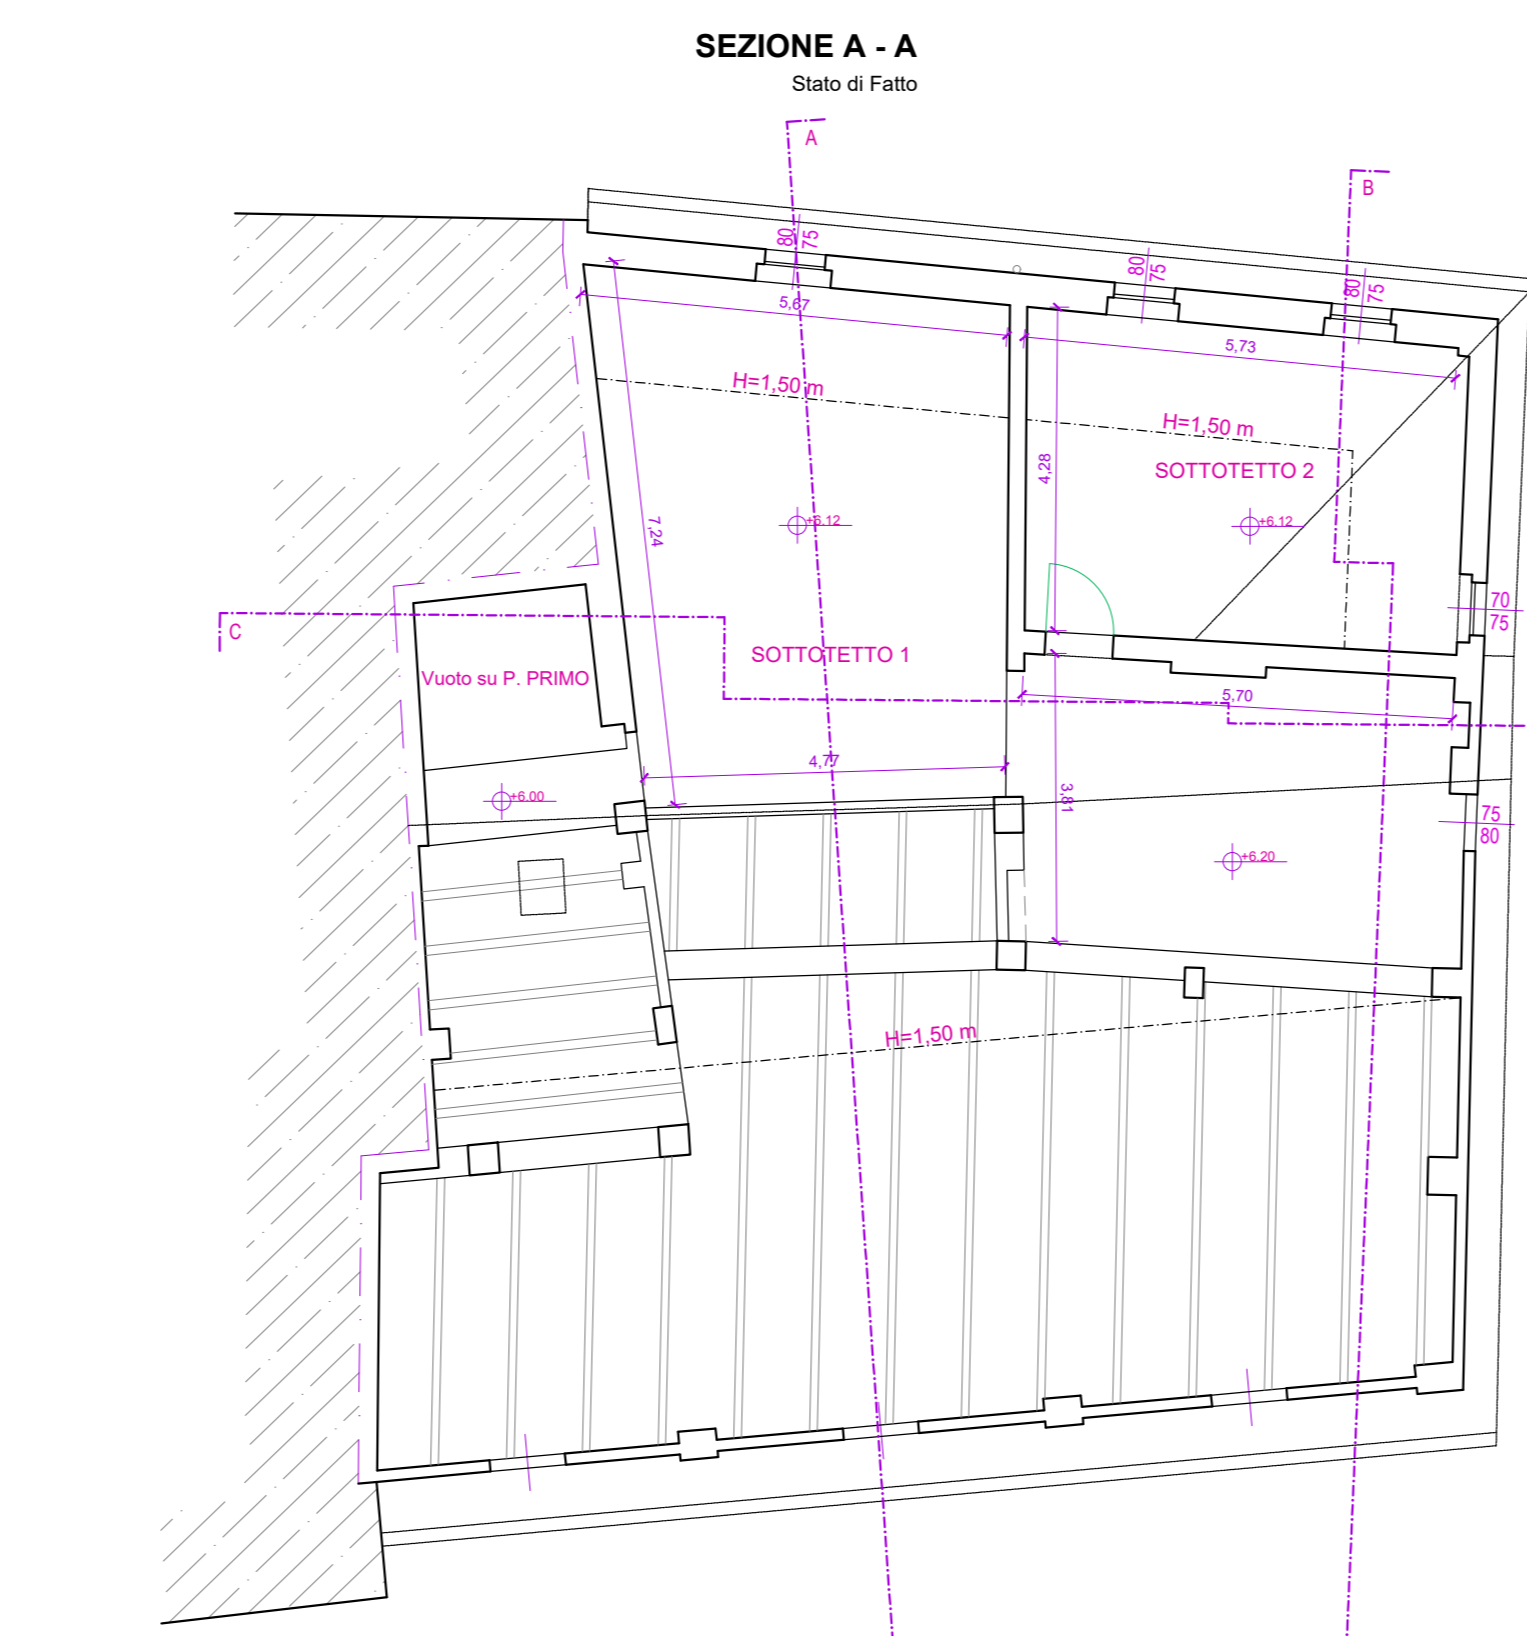 SEZIONE A - A
Stato di Fatto
A
B
80
75
80
75
80
75
5,67
5,73
H=1,50 m
H=1,50 m
4,28
SOTTOTETTO 2
7,24
+6.12
+6.12
70
75
C
SOTTOTETTO 1
Vuoto su P. PRIMO
5,70
4,77
+6.00
3,81
75
80
+6.20
H=1,50 m